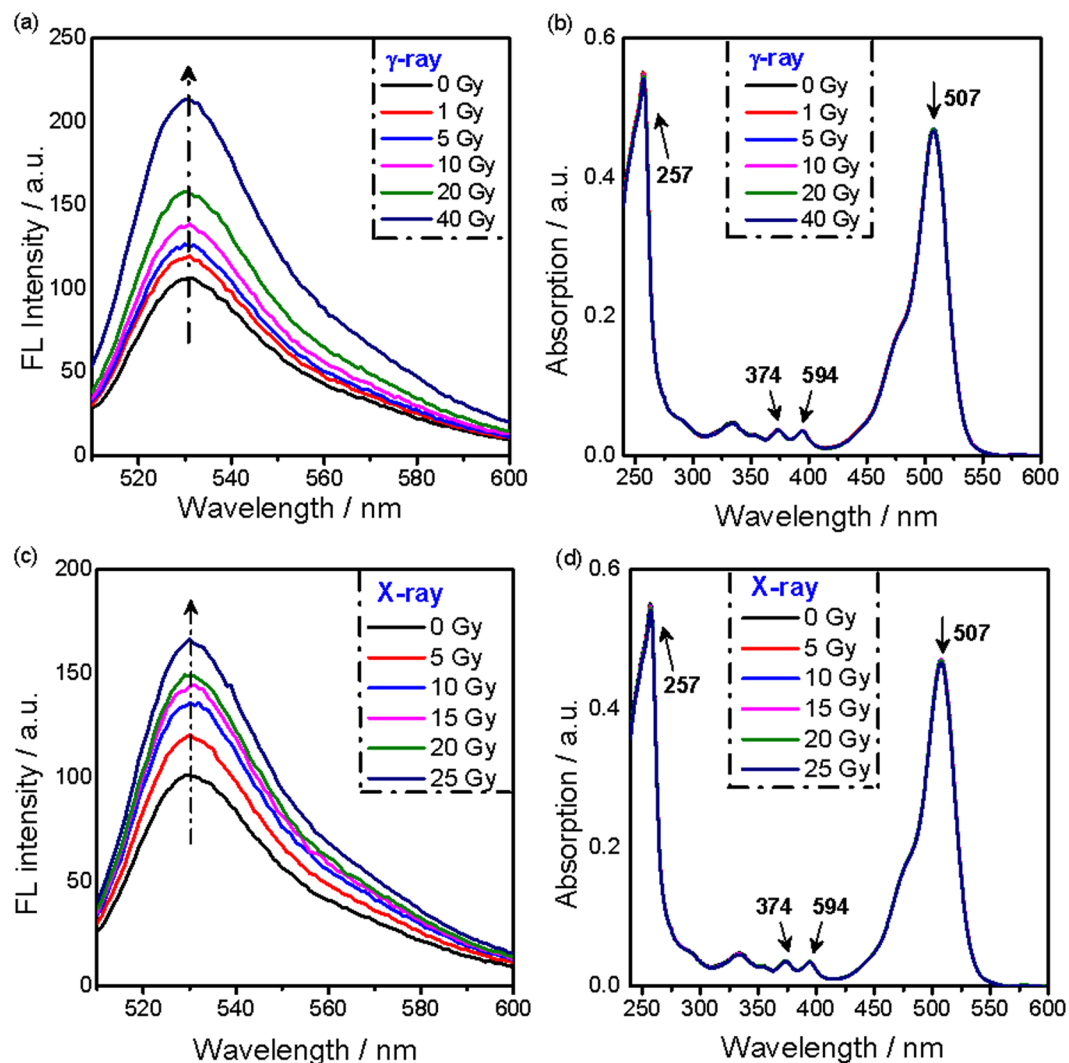 (a)
250
200
150
100
50
0
FL Intensity / a.u.
520 540 560 580 600
Wavelength / nm
γ-ray
0 Gy
1 Gy
5 Gy
10 Gy
20 Gy
40 Gy
(b)
0.6
0.4
0.2
0.0
Absorption / a.u.
250 300 350 400 450 500 550 600
Wavelength / nm
γ-ray
0 Gy
1 Gy
5 Gy
10 Gy
20 Gy
40 Gy
507
257
374 594
(c)
200
150
100
50
0
FL intensity / a.u.
520 540 560 580 600
Wavelength / nm
X-ray
0 Gy
5 Gy
10 Gy
15 Gy
20 Gy
25 Gy
(d)
0.6
0.4
0.2
0.0
Absorption / a.u.
250 300 350 400 450 500 550 600
Wavelength / nm
X-ray
0 Gy
5 Gy
10 Gy
15 Gy
20 Gy
25 Gy
507
257
374 594